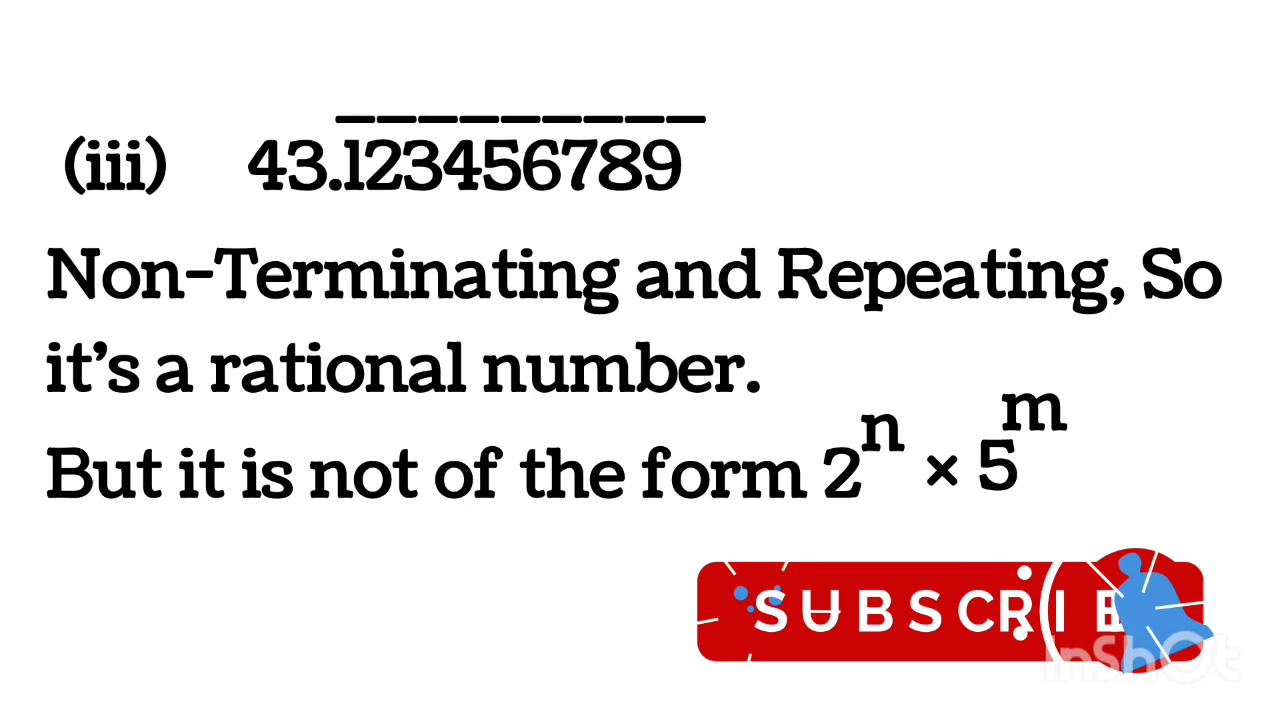 (iii) 43.123456789
Non-Terminating and Repeating, So
it's a rational number.
But it is not of the form 2ⁿ × 5ᵐ
SUBSCRIBE
InShOt